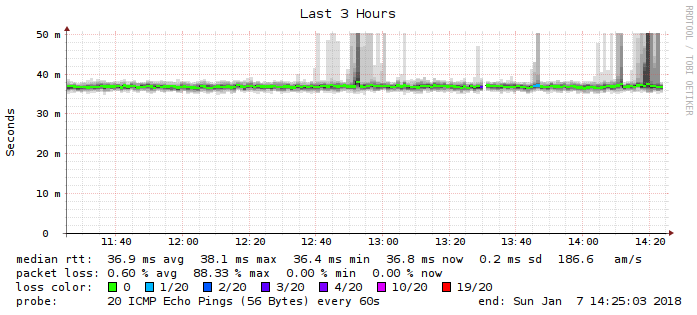 Last 3 Hours
RRDTOOL / TOBI OETIKER
Seconds
50 m
40 m
30 m
20 m
10 m
0
11:40 12:00 12:20 12:40 13:00 13:20 13:40 14:00 14:20
median rtt: 36.9 ms avg 38.1 ms max 36.4 ms min 36.8 ms now 0.2 ms sd 186.6 am/s
packet loss: 0.60 % avg 88.33 % max 0.00 % min 0.00 % now
loss color: 0 1/20 2/20 3/20 4/20 10/20 19/20
probe: 20 ICMP Echo Pings (56 Bytes) every 60s end: Sun Jan 7 14:25:03 2018